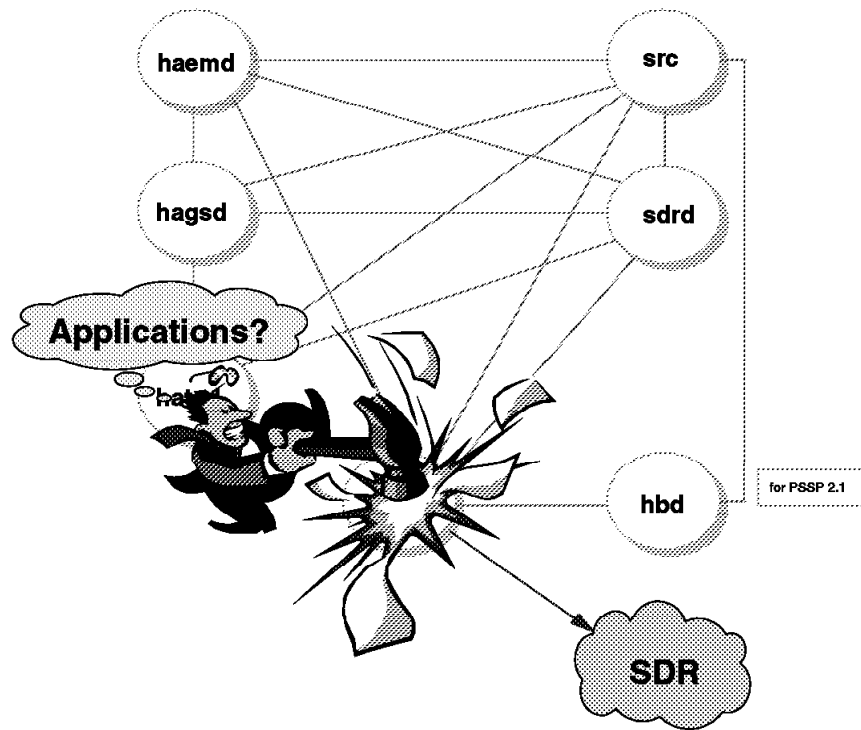 haemd
src
hagsd
sdrd
Applications?
hbd
for PSSP 2.1
SDR